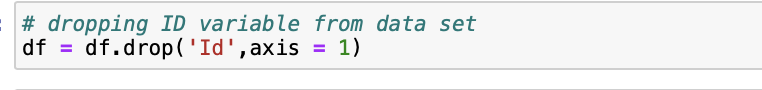 # dropping ID variable from data set
df = df.drop('Id',axis = 1)